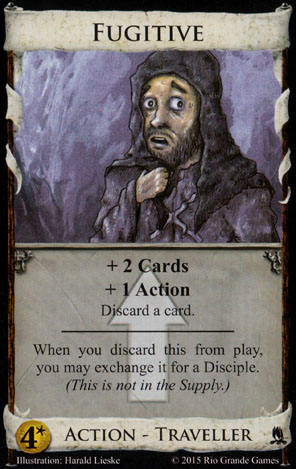 FUGITIVE
+ 2 Cards
+ 1 Action
Discard a card.
When you discard this from play,
you may exchange it for a Disciple.
(This is not in the Supply.)
4*
ACTION - TRAVELLER
Illustration: Harald Lieske © 2015 Rio Grande Games